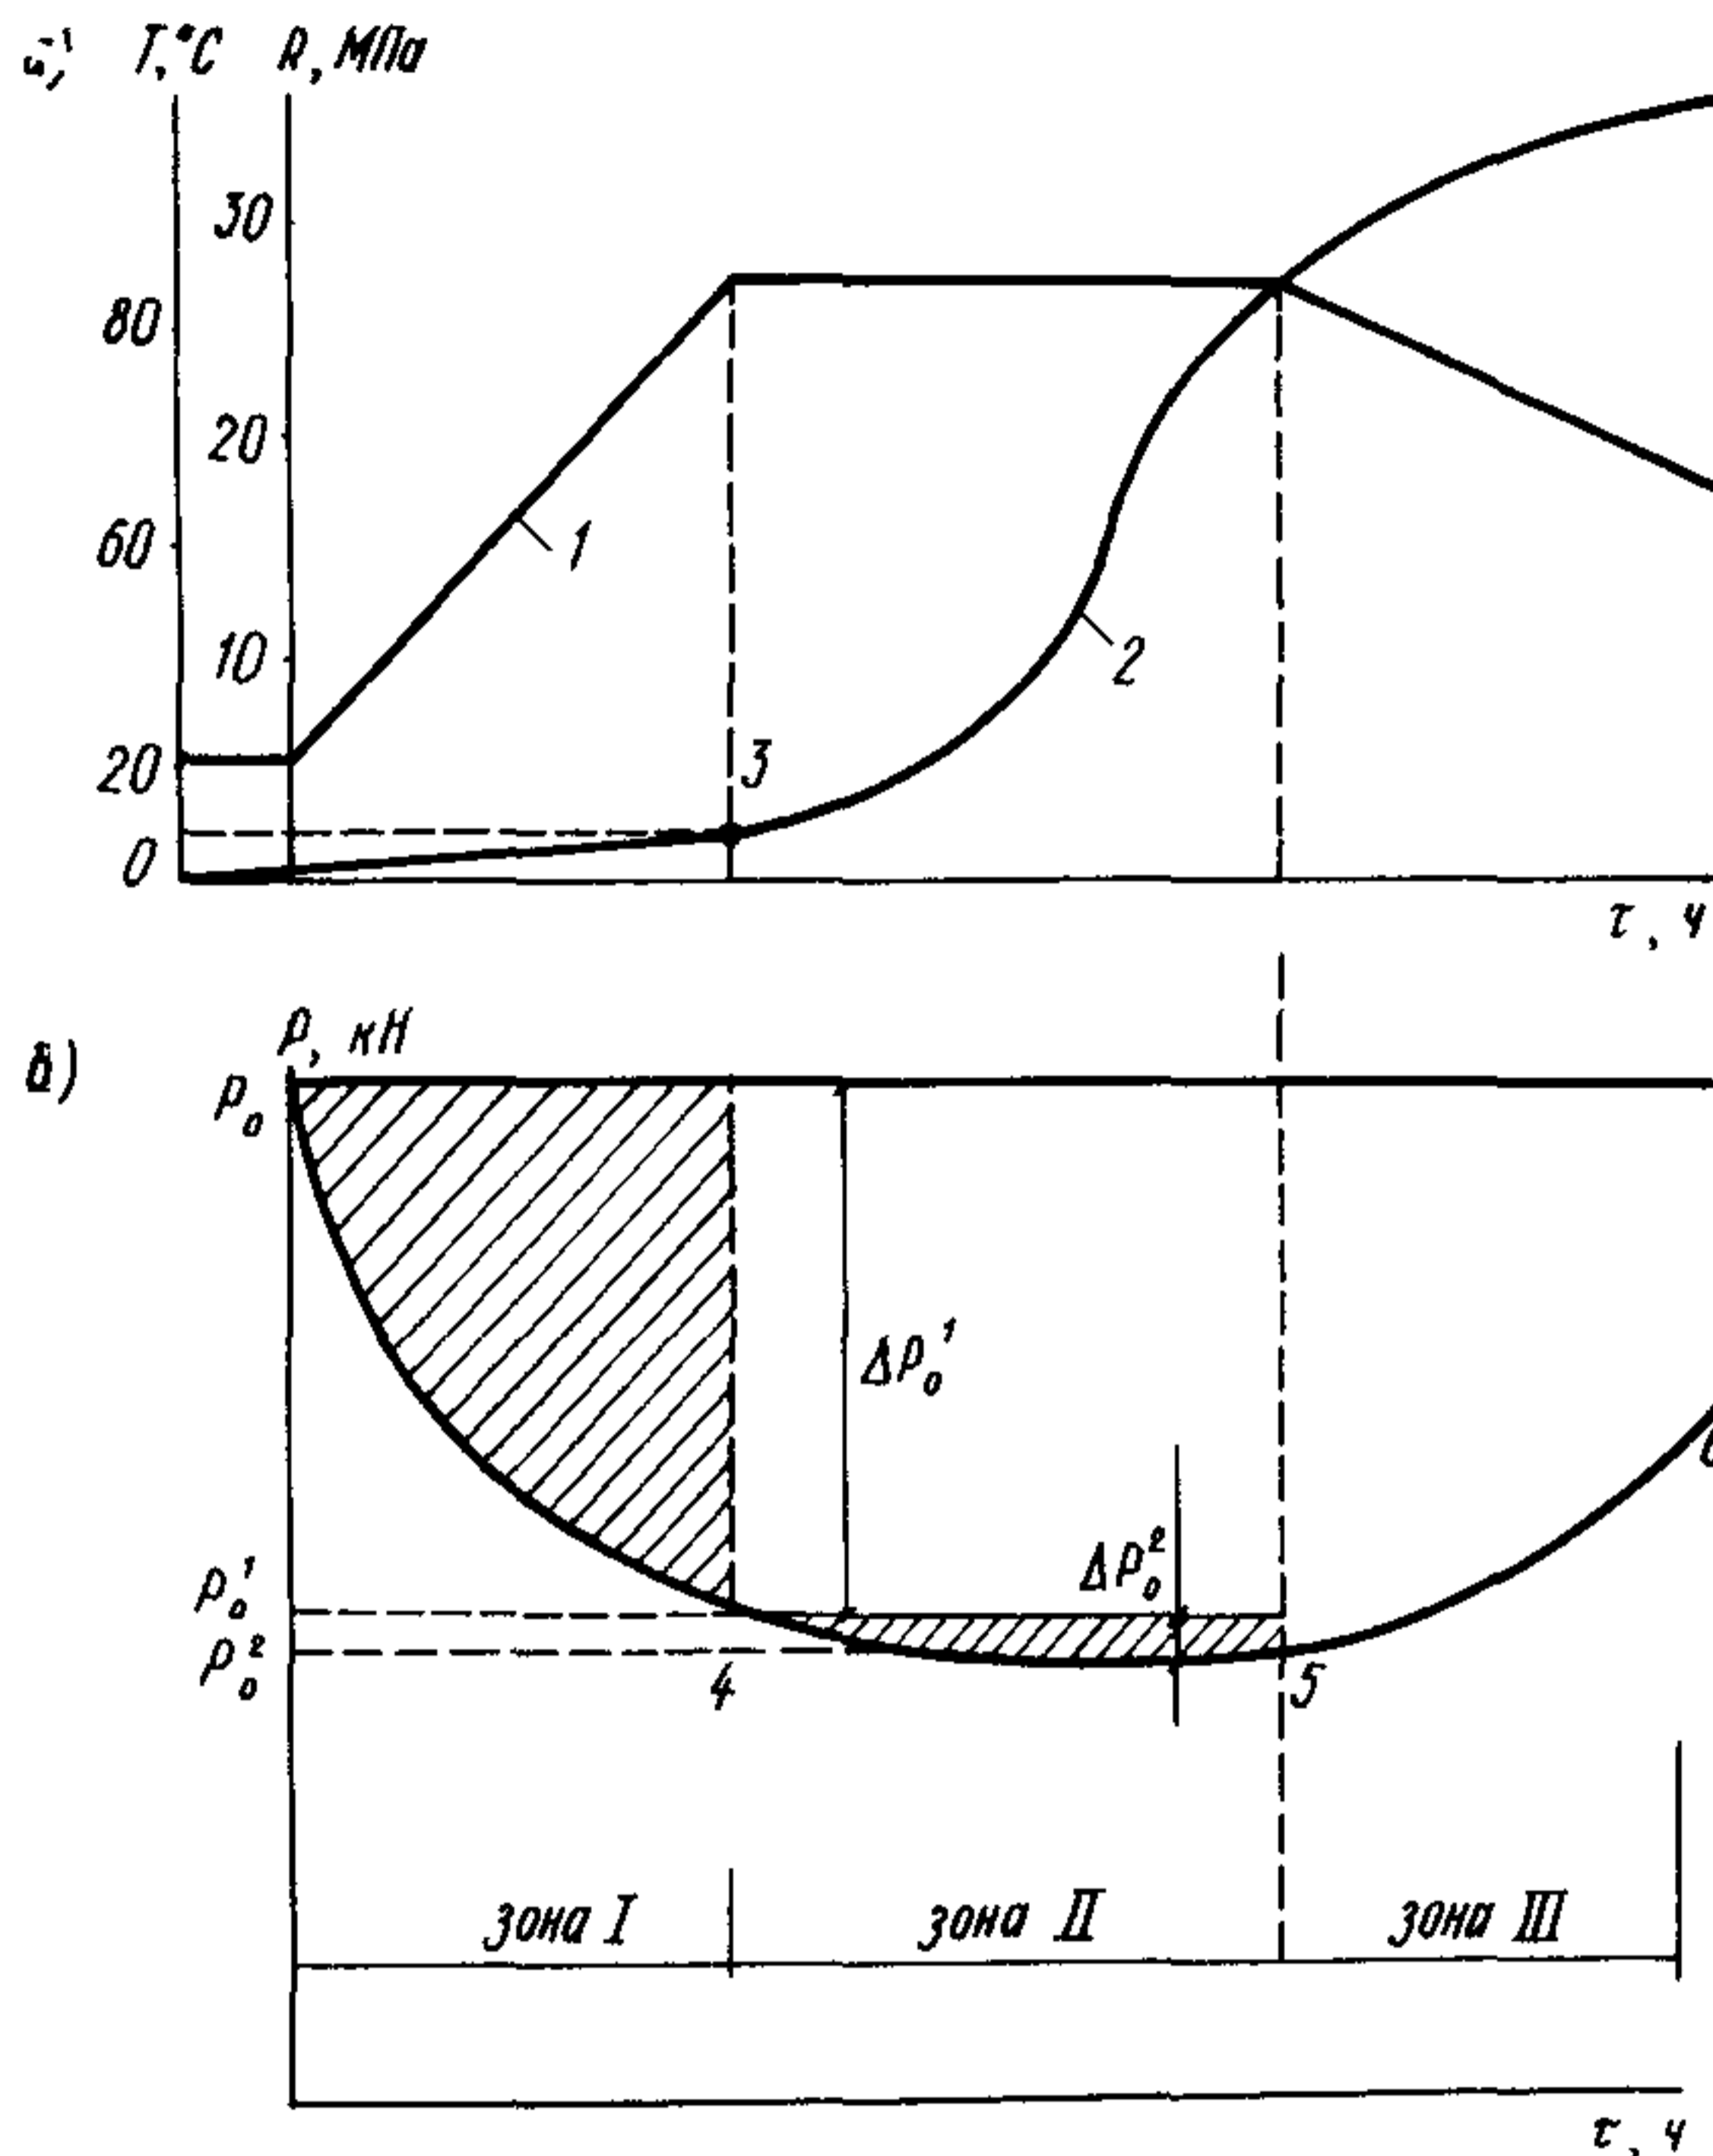 а) T,°C R, МПа
30
80
20
60
1
10
2
20
3
0
τ, ч
P, кН
б)
P₀
ΔP₀¹
P₀¹
ΔP₀²
P₀²
4
5
зона I
зона II
зона III
τ, ч